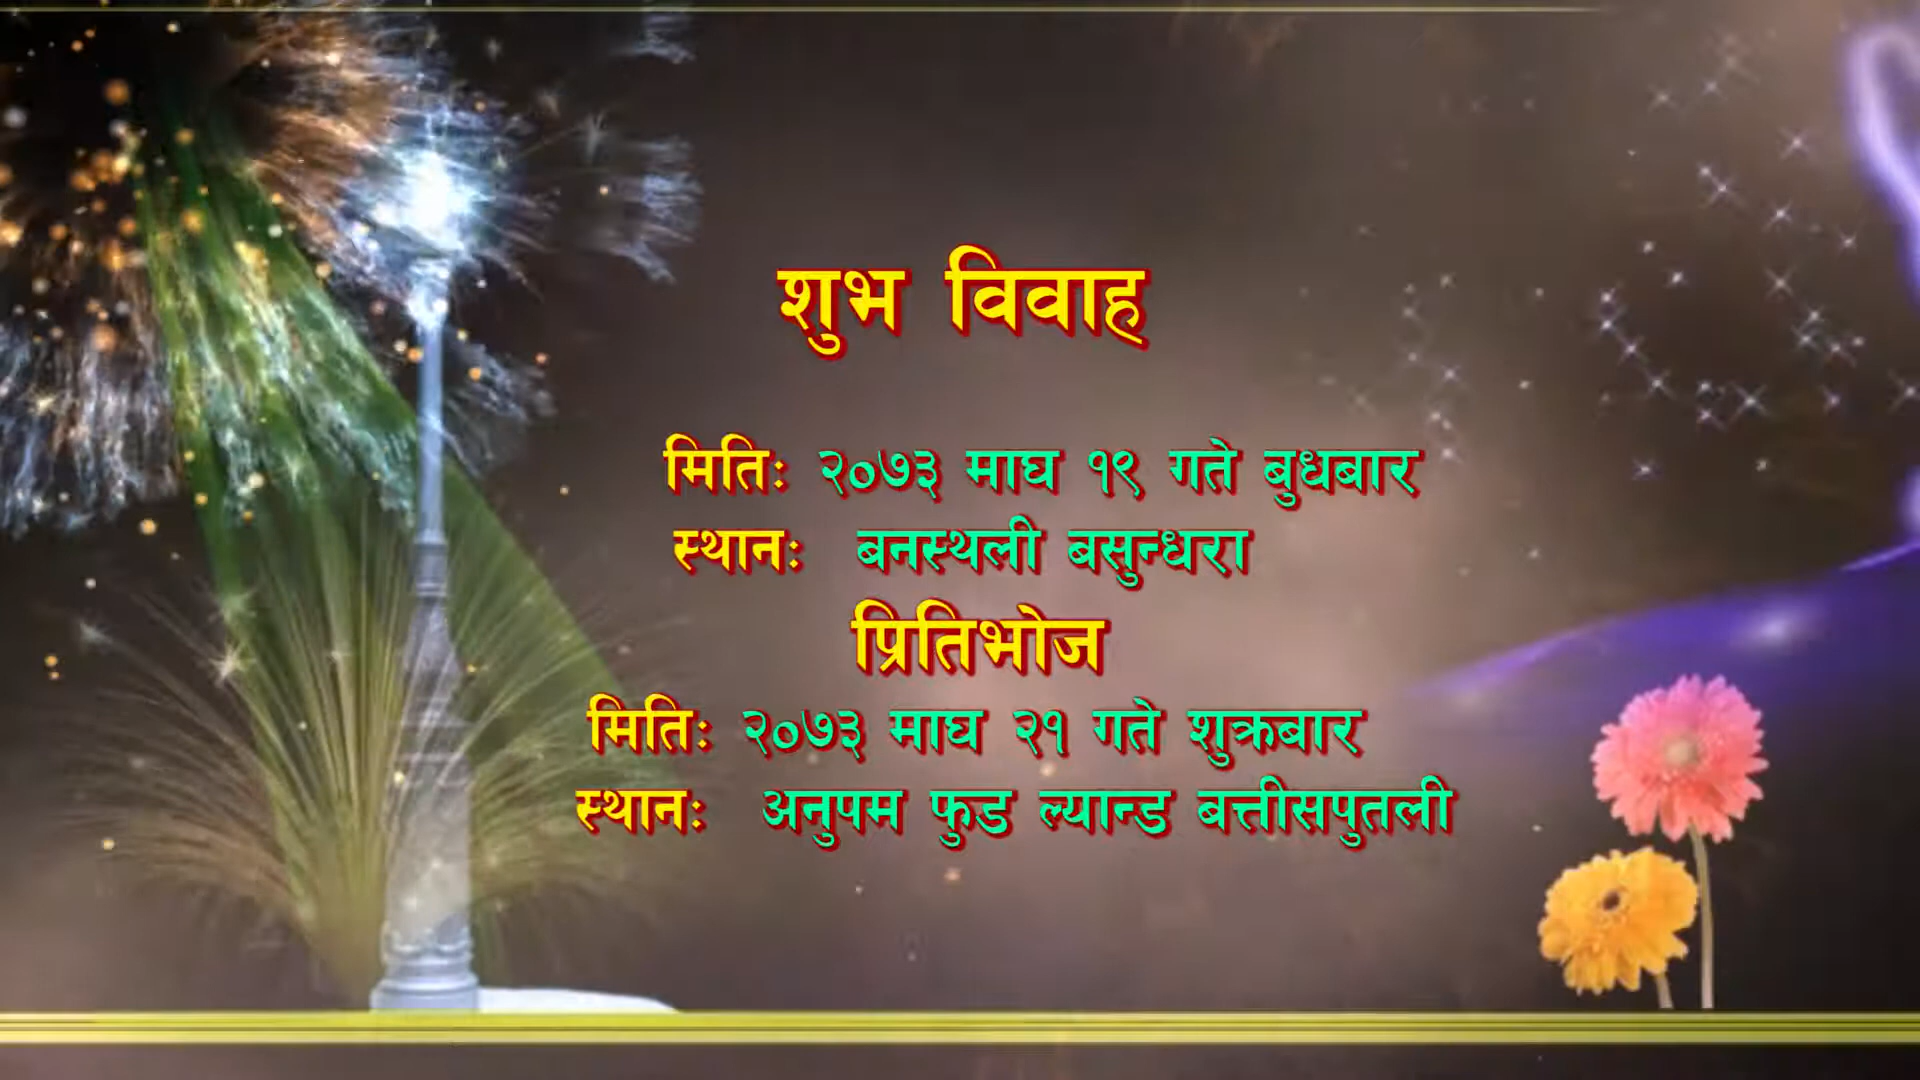 शुभ विवाह
मितिः २०७३ माघ १९ गते बुधबार
स्थानः बनस्थली बसुन्धरा
प्रितिभोज
मितिः २०७३ माघ २१ गते शुक्रबार
स्थानः अनुपम फुड ल्यान्ड बत्तीसपुतली